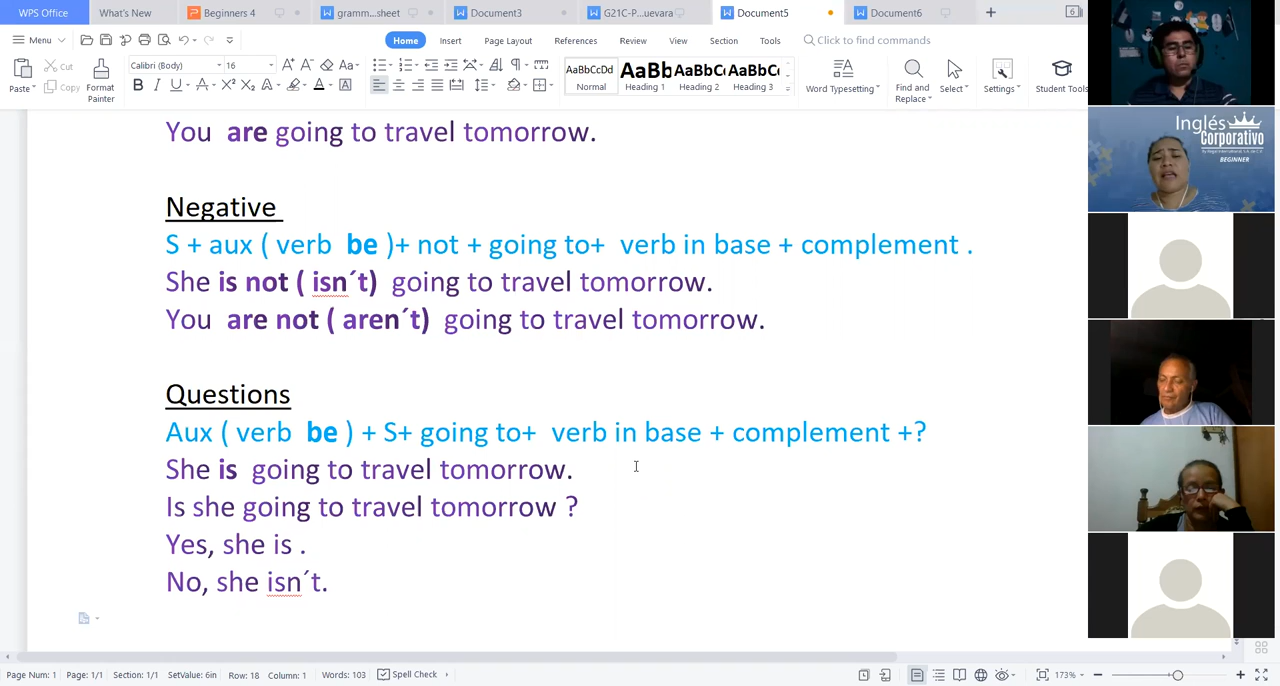 WPS Office What's New Beginners 4 gramm...sheet Document3 G21C-P...uevara Document5 Document6 + 6
Menu Home Insert Page Layout References Review View Section Tools Click to find commands
Paste Cut Copy Format Painter Calibri (Body) 16 AaBbCcDd Normal AaBb Heading 1 AaBbC Heading 2 AaBbC Heading 3 Word Typesetting Find and Replace Select Settings Student Tools
You are going to travel tomorrow.
Negative
S + aux ( verb be )+ not + going to+ verb in base + complement .
She is not ( isn´t) going to travel tomorrow.
You are not ( aren´t) going to travel tomorrow.
Questions
Aux ( verb be ) + S+ going to+ verb in base + complement +?
She is going to travel tomorrow.
Is she going to travel tomorrow ?
Yes, she is .
No, she isn´t.
Page Num: 1 Page: 1/1 Section: 1/1 SetValue: 6in Row: 18 Column: 1 Words: 103 Spell Check 173%
Inglés
Corporativo
BEGINNER